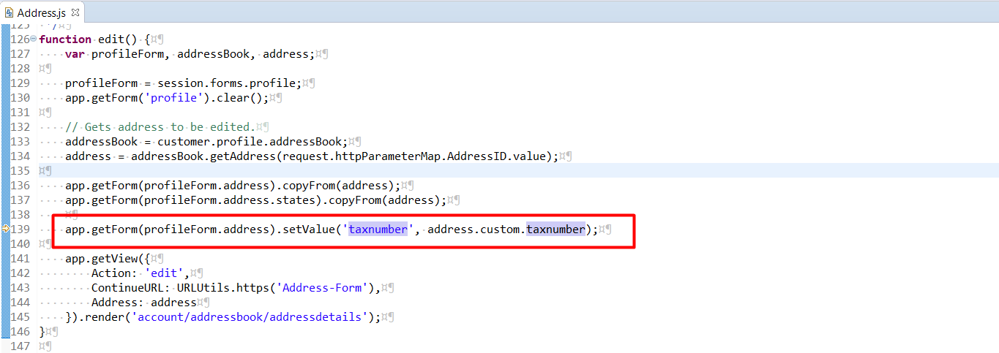 Address.js
125 */¤¶
126 function·edit()·{¤¶
127 ····var·profileForm,·addressBook,·address;¤¶
128 ¤¶
129 ····profileForm·=·session.forms.profile;¤¶
130 ····app.getForm('profile').clear();¤¶
131 ¤¶
132 ····//·Gets·address·to·be·edited.¤¶
133 ····addressBook·=·customer.profile.addressBook;¤¶
134 ····address·=·addressBook.getAddress(request.httpParameterMap.AddressID.value);¤¶
135 ¤¶
136 ····app.getForm(profileForm.address).copyFrom(address);¤¶
137 ····app.getForm(profileForm.address.states).copyFrom(address);¤¶
138 ····¤¶
139 ····app.getForm(profileForm.address).setValue('taxnumber',·address.custom.taxnumber);¤¶
140 ¤¶
141 ····app.getView({¤¶
142 ········Action:·'edit',¤¶
143 ········ContinueURL:·URLUtils.https('Address-Form'),¤¶
144 ········Address:·address¤¶
145 ····}).render('account/addressbook/addressdetails');¤¶
146 }¤¶
147 ¤¶